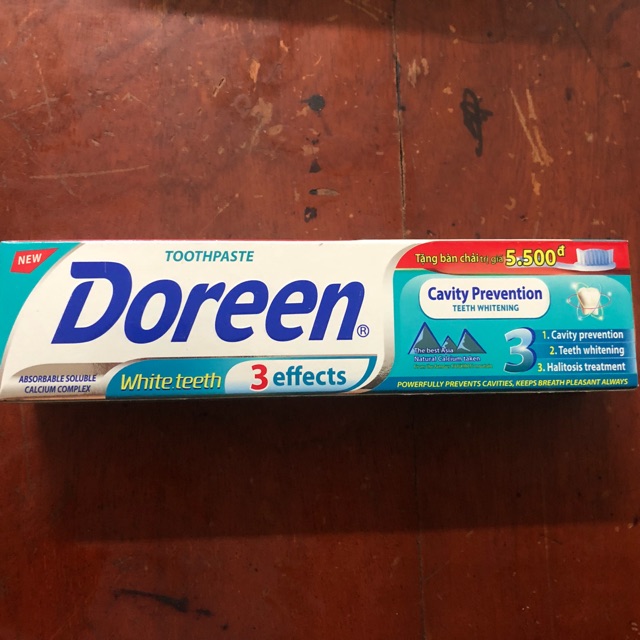 NEW
TOOTHPASTE
Doreen®
ABSORBABLE SOLUBLE
CALCIUM COMPLEX
White teeth
3 effects
Tặng bàn chải trị giá 5.500đ
Cavity Prevention
TEETH WHITENING
The best Asia
Natural Calcium taken
3
1. Cavity prevention
2. Teeth whitening
3. Halitosis treatment
POWERFULLY PREVENTS CAVITIES, KEEPS BREATH PLEASANT ALWAYS